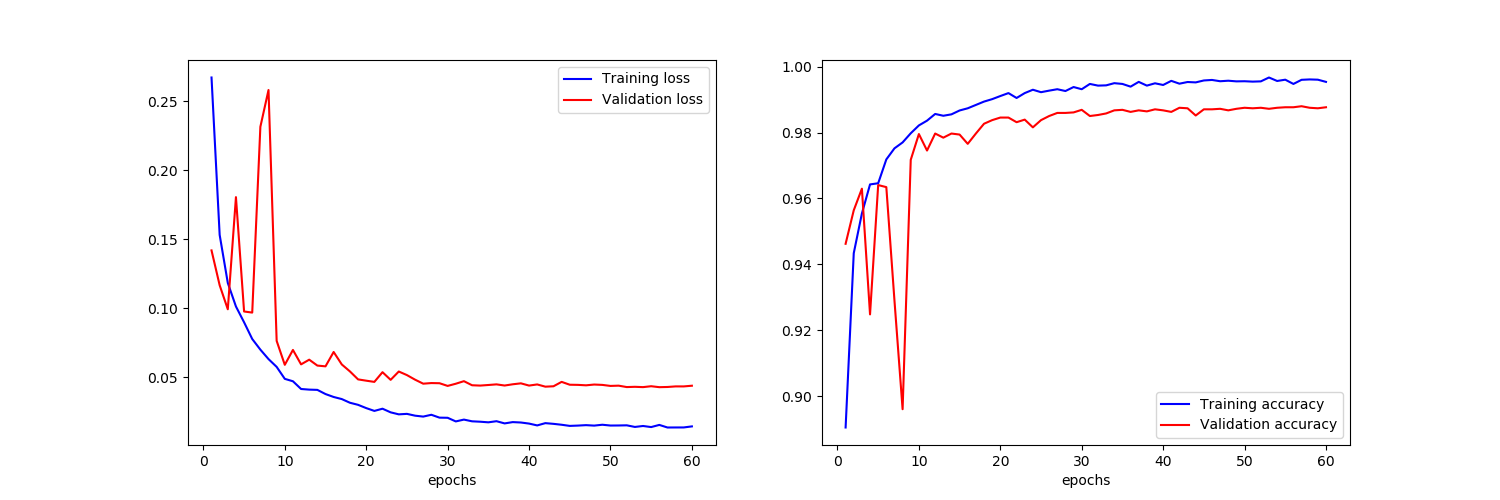 Training loss
Validation loss
0.25
0.20
0.15
0.10
0.05
0 10 20 30 40 50 60
epochs
1.00
0.98
0.96
0.94
0.92
0.90
Training accuracy
Validation accuracy
0 10 20 30 40 50 60
epochs